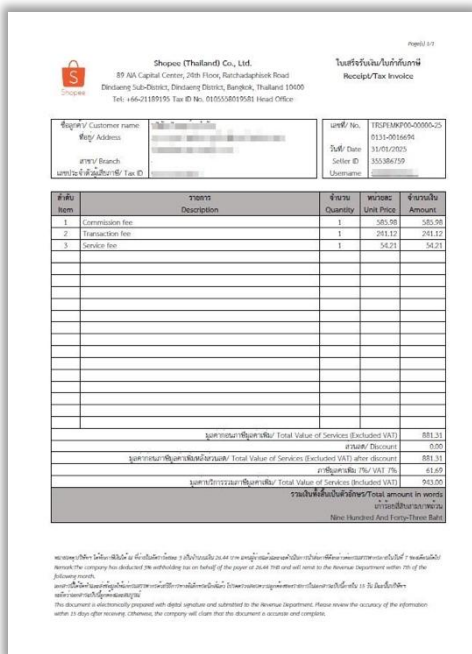 Page(s) 1/1
Shopee
Shopee (Thailand) Co., Ltd.
89 AIA Capital Center, 24th Floor, Ratchadaphisek Road
Dindaeng Sub-District, Dindaeng District, Bangkok, Thailand 10400
Tel: +66-21189195 Tax ID No. 0105558019581 Head Office
ใบเสร็จรับเงิน/ใบกำกับภาษี
Receipt/Tax Invoice
ชื่อลูกค้า/ Customer name
ที่อยู่/ Address
สาขา/ Branch
เลขประจำตัวผู้เสียภาษี/ Tax ID
เลขที่/ No. TRSPEMKP00-00000-25
0131-0016694
วันที่/ Date 31/01/2025
Seller ID 355386759
Username
ลำดับ รายการ จำนวน หน่วยละ จำนวนเงิน
Item Description Quantity Unit Price Amount
1 Commission fee 1 585.98 585.98
2 Transaction fee 1 241.12 241.12
3 Service fee 1 54.21 54.21
มูลค่าก่อนภาษีมูลค่าเพิ่ม/ Total Value of Services (Excluded VAT) 881.31
ส่วนลด/ Discount 0.00
มูลค่าก่อนภาษีมูลค่าเพิ่มหลังส่วนลด/ Total Value of Services (Excluded VAT) after discount 881.31
ภาษีมูลค่าเพิ่ม 7%/ VAT 7% 61.69
มูลค่าบริการรวมภาษีมูลค่าเพิ่ม/ Total Value of Services (Included VAT) 943.00
รวมเงินทั้งสิ้นเป็นตัวอักษร/Total amount in words
เก้าร้อยสี่สิบสามบาทถ้วน
Nine Hundred And Forty-Three Baht
Remark:The company has deducted 3% withholding tax on behalf of the payer at 26.44 THB and will remit to the Revenue Department within 7th of the
following month.
This document is electronically prepared with digital signature and submitted to the Revenue Department. Please review the accuracy of the information
within 15 days after receiving. Otherwise, the company will claim that the document is accurate and complete.